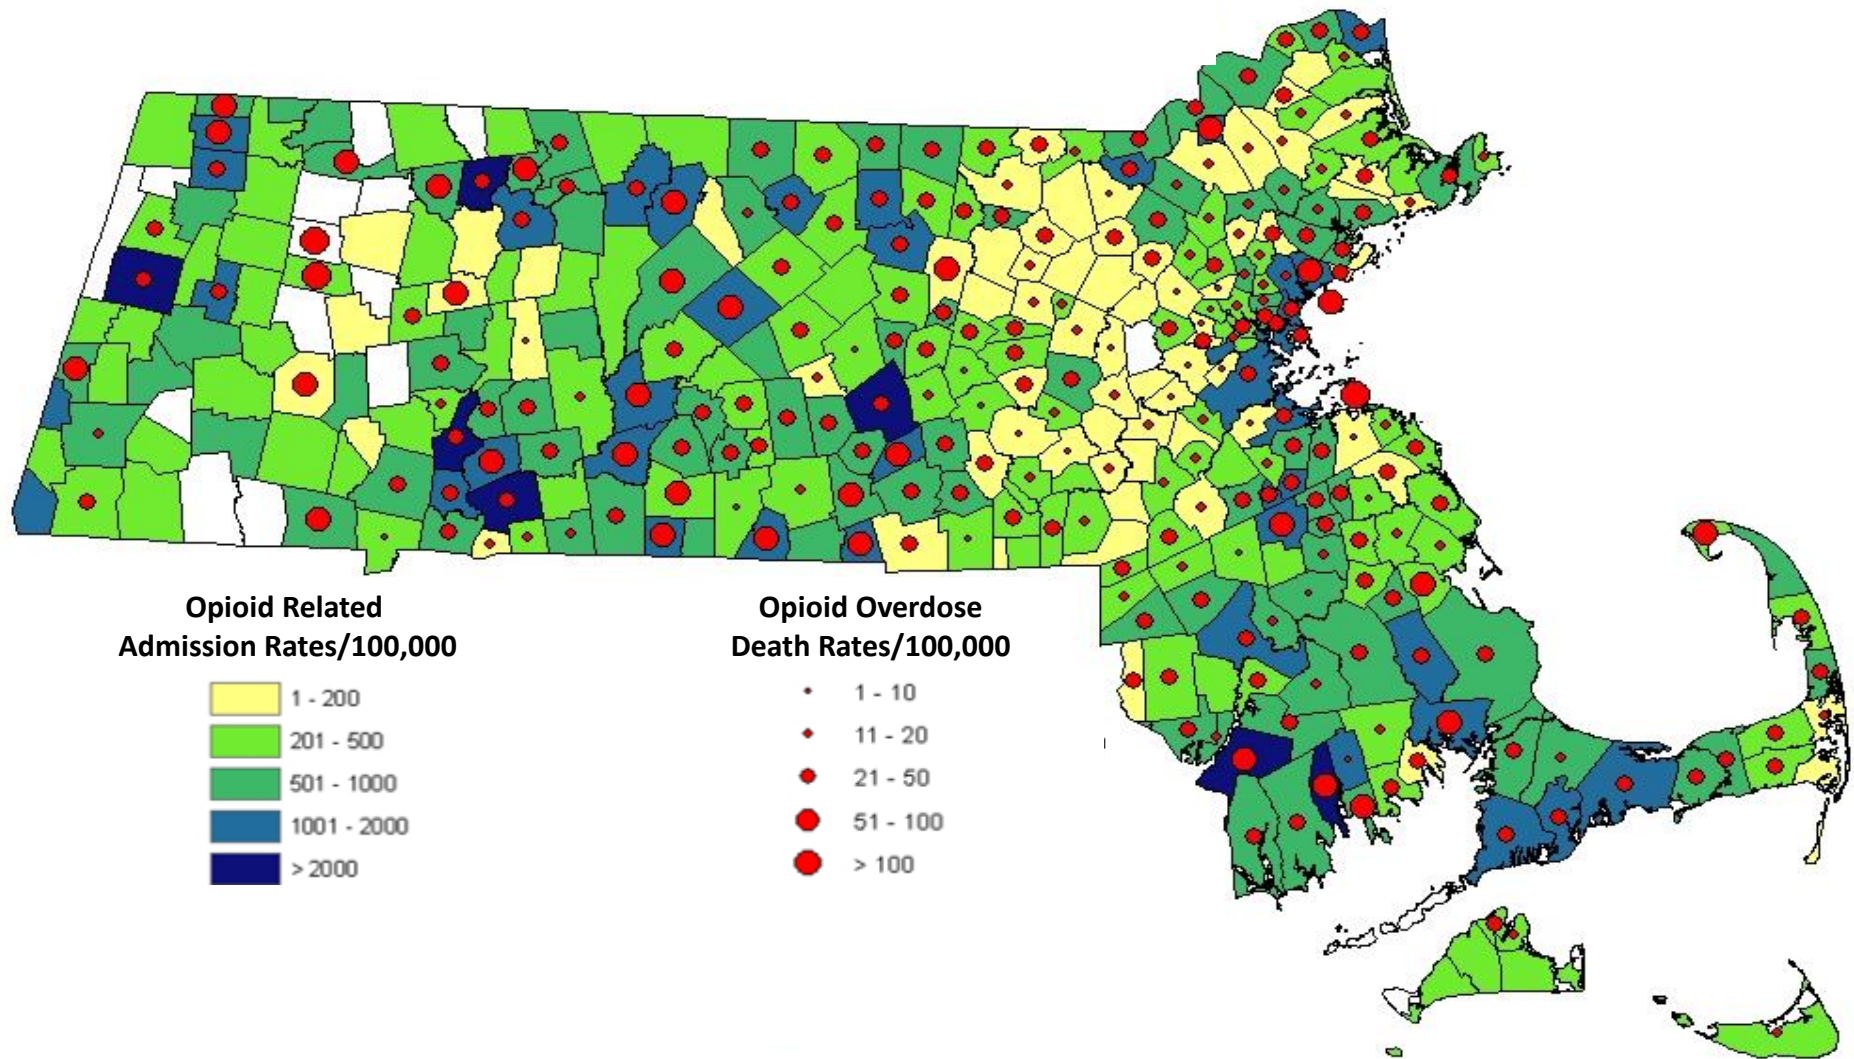 Opioid Related
Admission Rates/100,000
1 - 200
201 - 500
501 - 1000
1001 - 2000
> 2000
Opioid Overdose
Death Rates/100,000
1 - 10
11 - 20
21 - 50
51 - 100
> 100